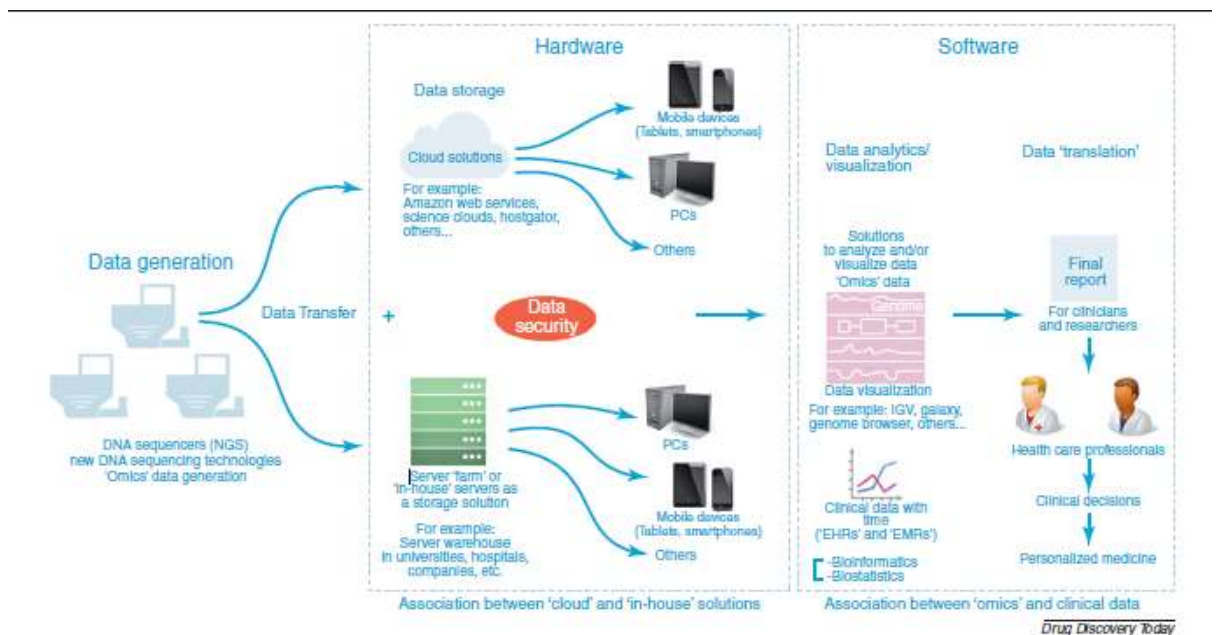 Hardware
Data storage
Cloud solutions
For example:
Amazon web services,
science clouds, hostgator,
others...
Mobile devices
(Tablets, smartphones)
PCs
Others
Data generation
DNA sequencers (NGS)
new DNA sequencing technologies
'Omics' data generation
Data Transfer
+
Data
security
Server 'farm' or
'in-house' servers as
a storage solution
For example:
Server warehouse
in universities, hospitals,
companies, etc.
PCs
Mobile devices
(Tablets, smartphones)
Others
Association between 'cloud' and 'in-house' solutions
Software
Data analytics/
visualization
Solutions
to analyze and/or
visualize data
'Omics' data
Genome
Data visualization
For example: IGV, galaxy,
genome browser, others...
Clinical data with
time
('EHRs' and 'EMRs')
-Bioinformatics
-Biostatistics
Data 'translation'
Final
report
For clinicians
and researchers
Health care professionals
Clinical decisions
Personalized medicine
Association between 'omics' and clinical data
Drug Discovery Today